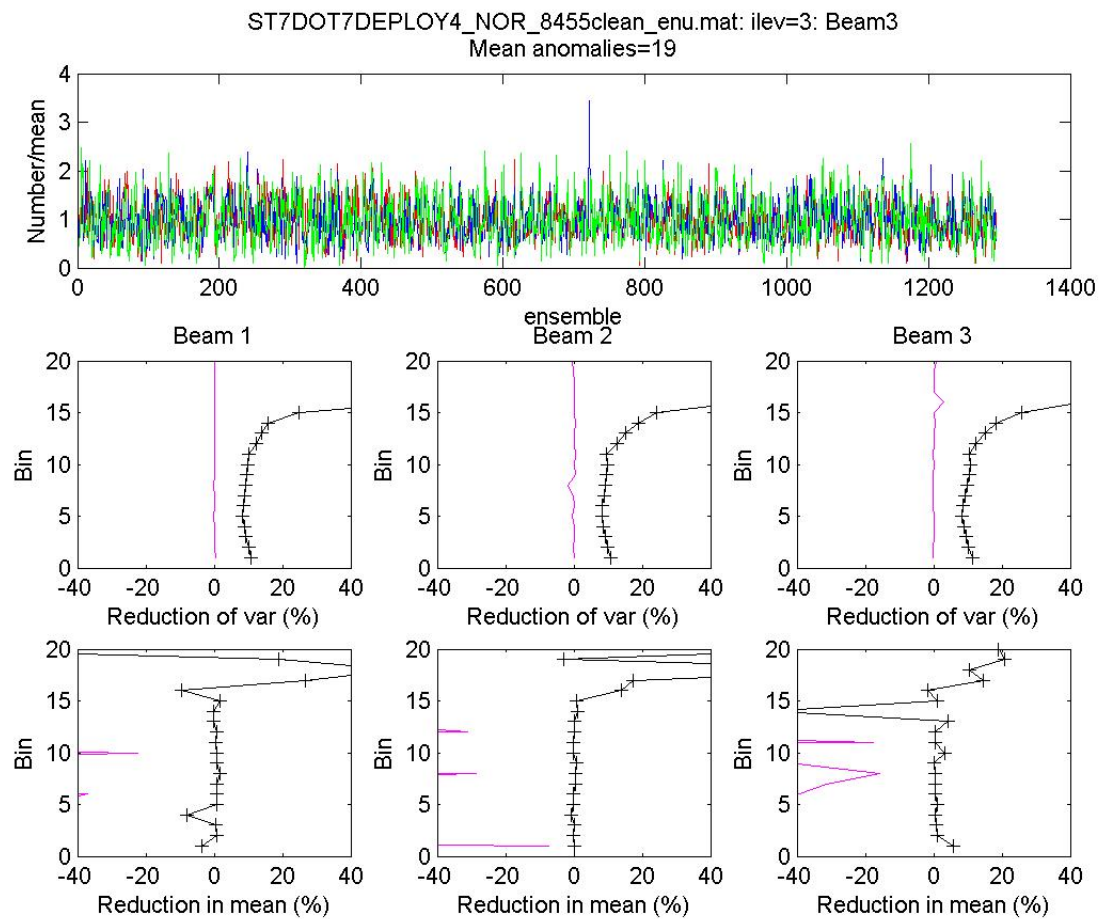 ST7DOT7DEPLOY4_NOR_8455clean_enu.mat: ilev=3: Beam3
Mean anomalies=19
4
3
2
1
0
Number/mean
0 200 400 600 800 1000 1200 1400
ensemble
Beam 1 Beam 2 Beam 3
20 20 20
15 15 15
10 10 10
5 5 5
0 0 0
Bin Bin Bin
-40 -20 0 20 40 -40 -20 0 20 40 -40 -20 0 20 40
Reduction of var (%) Reduction of var (%) Reduction of var (%)
20 20 20
15 15 15
10 10 10
5 5 5
0 0 0
Bin Bin Bin
-40 -20 0 20 40 -40 -20 0 20 40 -40 -20 0 20 40
Reduction in mean (%) Reduction in mean (%) Reduction in mean (%)